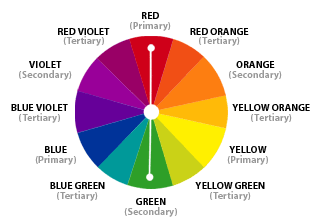 RED
(Primary)
RED VIOLET
(Tertiary)
RED ORANGE
(Tertiary)
VIOLET
(Secondary)
ORANGE
(Secondary)
BLUE VIOLET
(Tertiary)
YELLOW ORANGE
(Tertiary)
BLUE
(Primary)
YELLOW
(Primary)
BLUE GREEN
(Tertiary)
YELLOW GREEN
(Tertiary)
GREEN
(Secondary)